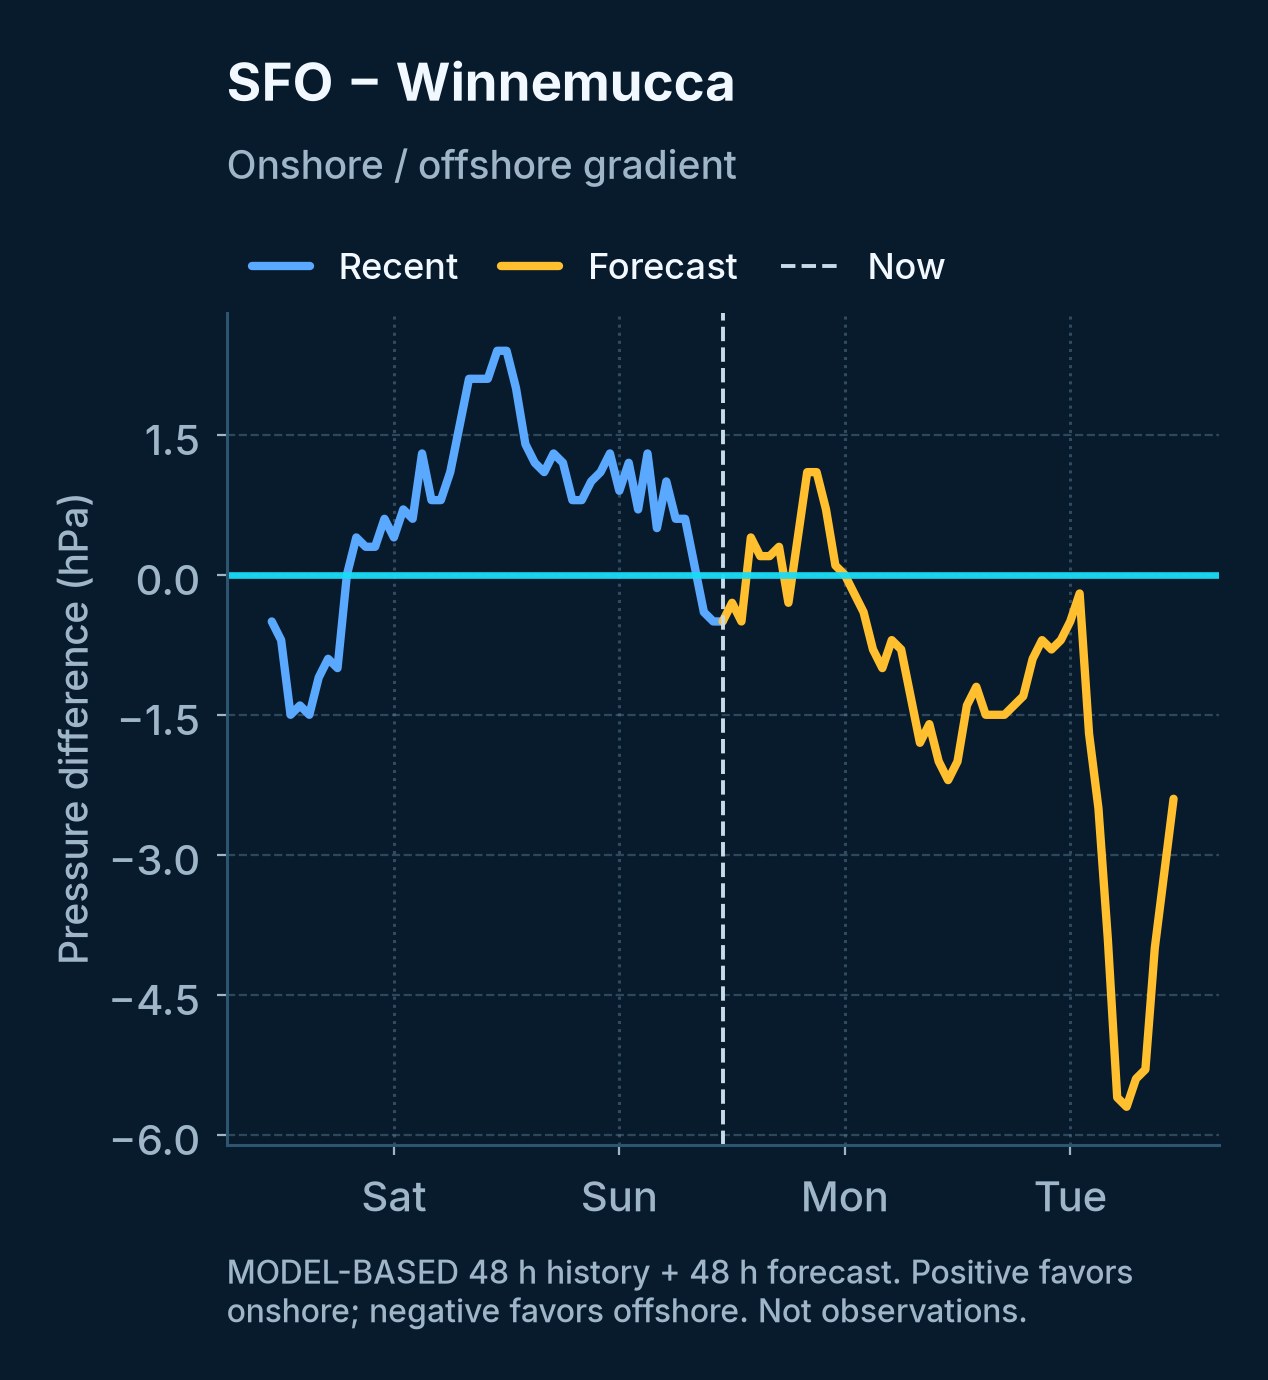 SFO − Winnemucca
Onshore / offshore gradient
Recent Forecast Now
Pressure difference (hPa)
1.5
0.0
−1.5
−3.0
−4.5
−6.0
Sat Sun Mon Tue
MODEL-BASED 48 h history + 48 h forecast. Positive favors
onshore; negative favors offshore. Not observations.